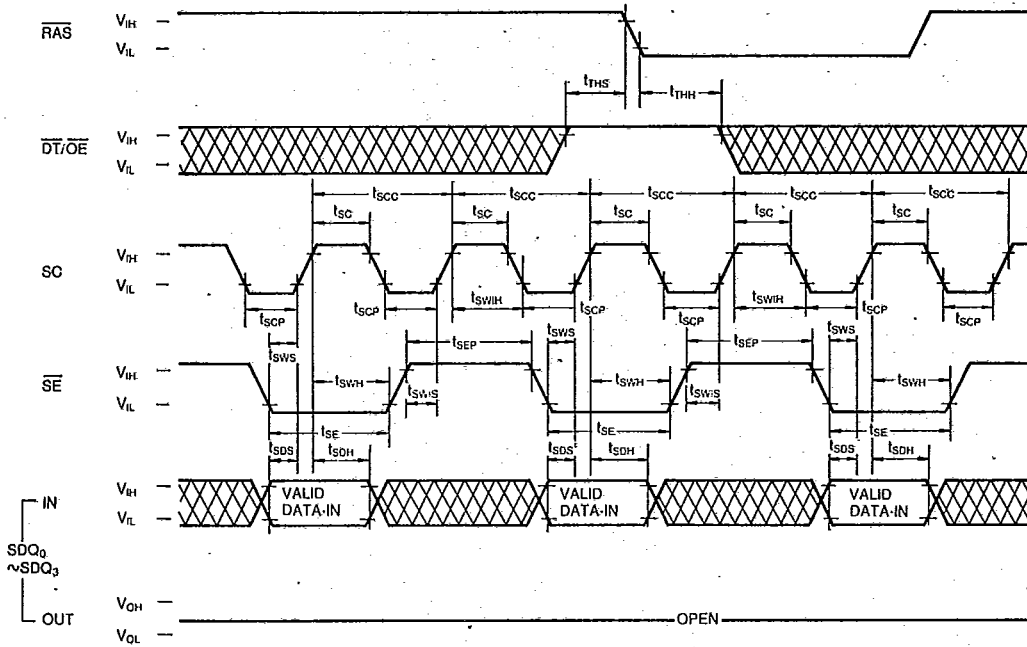 RAS
VIH
VIL
tTHS
tTHH
DT/OE
VIH
VIL
tSCC tSCC tSCC tSCC tSCC
tSC tSC tSC tSC tSC
SC
VIH
VIL
tSCP tSCP tSWIH tSCP tSCP tSWIH tSCP tSCP
tSWS tSEP tSWS tSEP tSWS
SE
VIH
VIL
tSWH tSWIS tSWH tSWIS tSWH
tSE tSE tSE
tSDS tSDH tSDS tSDH tSDS tSDH
IN
VIH
VIL
VALID DATA-IN
VALID DATA-IN
VALID DATA-IN
SDQ0
~SDQ3
OUT
VOH
VOL
OPEN